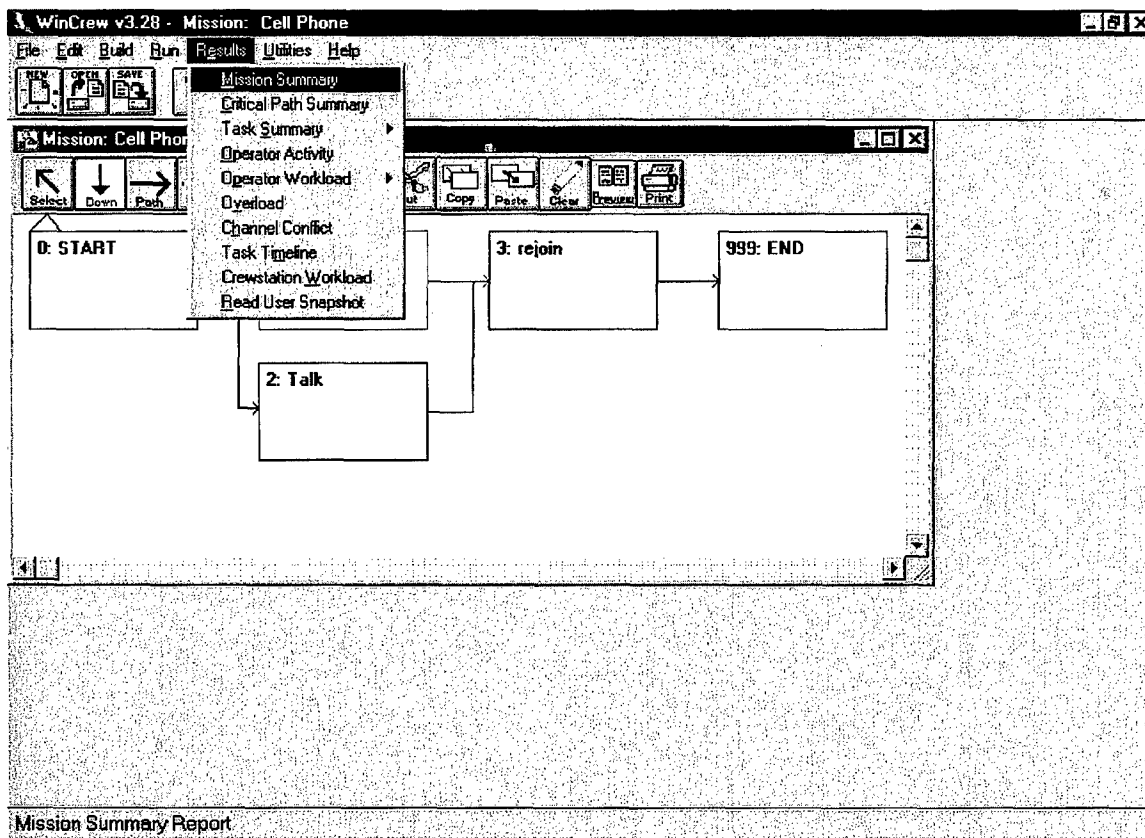 WinCrew v3.28 - Mission: Cell Phone
File Edit Build Run Results Utilities Help
NEW OPEN SAVE
Mission Summary
Critical Path Summary
Task Summary
Operator Activity
Operator Workload
Overload
Channel Conflict
Task Timeline
Crewstation Workload
Read User Snapshot
Mission: Cell Phon
Select Down Path ut Copy Paste Clear Preview Print
0: START
3: rejoin
999: END
2: Talk
Mission Summary Report